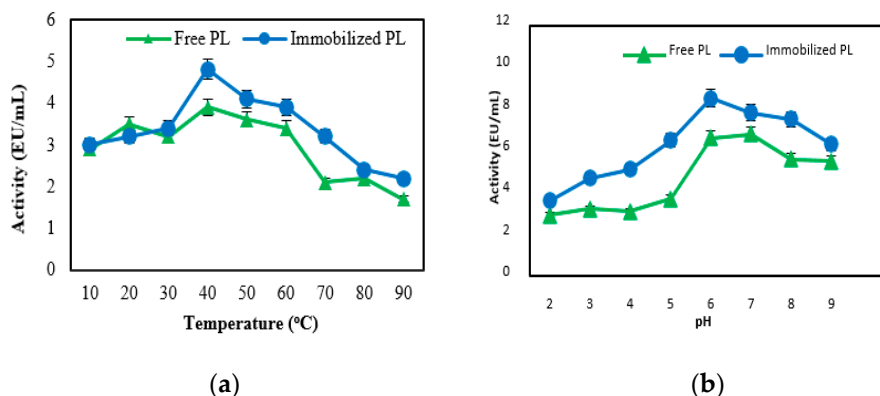 Free PL Immobilized PL
Activity (EU/mL)
6
5
4
3
2
1
0
10 20 30 40 50 60 70 80 90
Temperature (°C)
(a)
Free PL Immobilized PL
Activity (EU/mL)
12
10
8
6
4
2
0
2 3 4 5 6 7 8 9
pH
(b)